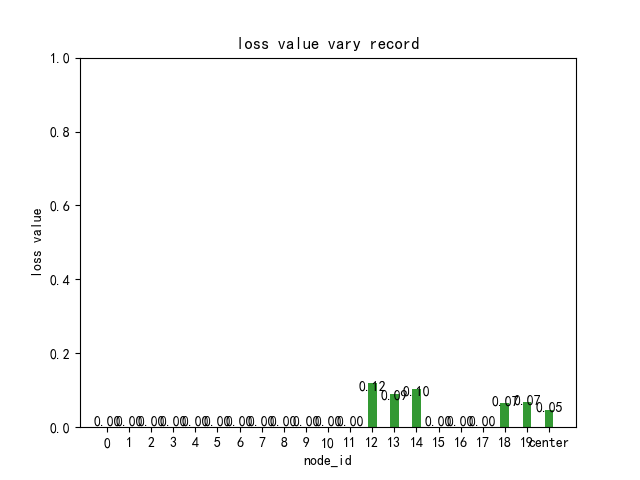 loss value vary record
1.0
0.8
0.6
0.4
0.2
0.0
loss value
0.00 0.00 0.00 0.00 0.00 0.00 0.00 0.00 0.00 0.00 0.00 0.00 0.12 0.09 0.10 0.00 0.00 0.00 0.07 0.07 0.05
0 1 2 3 4 5 6 7 8 9 10 11 12 13 14 15 16 17 18 19 center
node_id